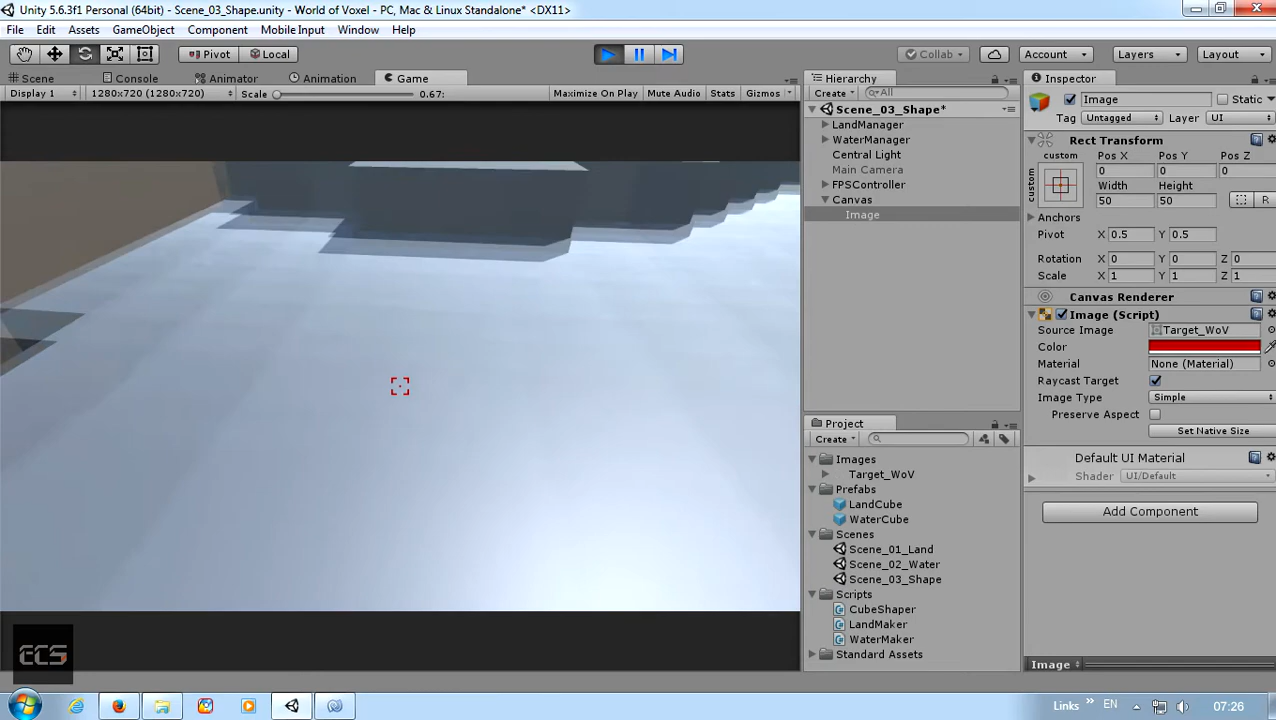 Unity 5.6.3f1 Personal (64bit) - Scene_03_Shape.unity - World of Voxel - PC, Mac & Linux Standalone* <DX11>
File Edit Assets GameObject Component Mobile Input Window Help
Pivot Local Collab Account Layers Layout
Scene Console Animator Animation Game Hierarchy Inspector
Display 1 1280x720 (1280x720) Scale 0.67: Maximize On Play Mute Audio Stats Gizmos
Create All
Scene_03_Shape*
LandManager
WaterManager
Central Light
Main Camera
FPSController
Canvas
Image
Image Static
Tag Untagged Layer UI
Rect Transform
custom Pos X Pos Y Pos Z
custom
0 0 0
Width Height
50 50 R
Anchors
Pivot X 0.5 Y 0.5
Rotation X 0 Y 0 Z 0
Scale X 1 Y 1 Z 1
Canvas Renderer
Image (Script)
Source Image Target_WoV
Color
Material None (Material)
Raycast Target
Image Type Simple
Preserve Aspect
Set Native Size
Default UI Material
Shader UI/Default
Add Component
Image
Project
Create
Images
Target_WoV
Prefabs
LandCube
WaterCube
Scenes
Scene_01_Land
Scene_02_Water
Scene_03_Shape
Scripts
CubeShaper
LandMaker
WaterMaker
Standard Assets
ECS
Links » EN 07:26